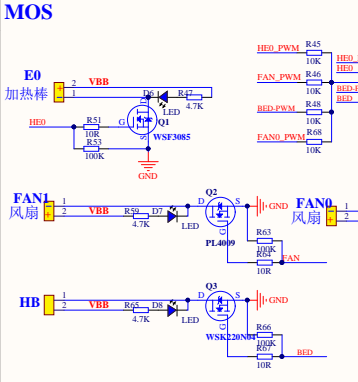 MOS
HE0_PWM
R45
10K
HE0
HE0
FAN_PWM
R46
10K
BED-PWM
R48
10K
BED
FAN0_PWM
R68
10K
E0
加热棒
2
1
VBB
D6
LED
R47
4.7K
HE0
R51
10R
R53
100K
D
G
S
Q1
WSF3085
GND
FAN1
风扇
1
2
VBB
R59
4.7K
D7
LED
Q2
D
S
G
PL4009
GND
R63
100K
R64
10R
FAN
FAN0
风扇
1
2
HB
1
2
VBB
R65
4.7K
D8
LED
Q3
D
S
G
WSK220N04
GND
R66
100K
R67
10R
BED